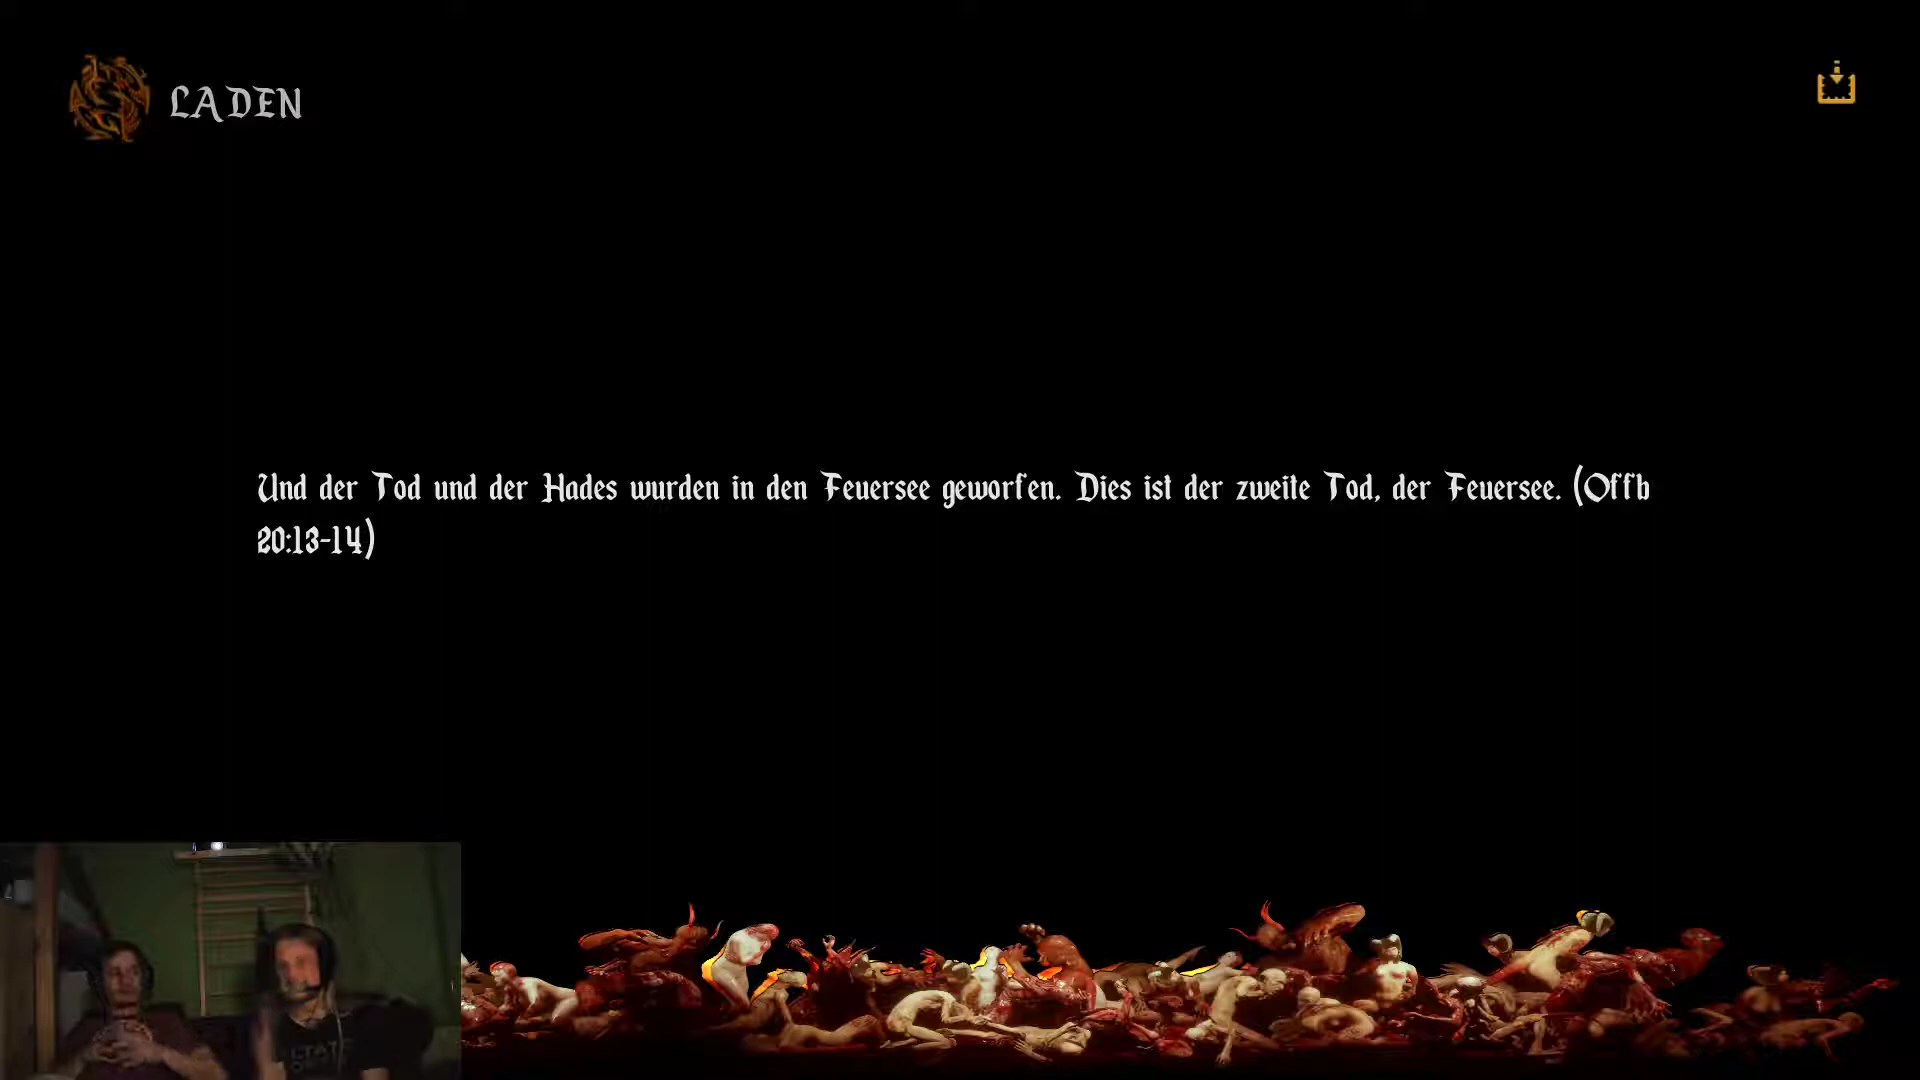 LADEN
Und der Tod und der Hades wurden in den Feuersee geworfen. Dies ist der zweite Tod, der Feuersee. (Offb
20:13-14)